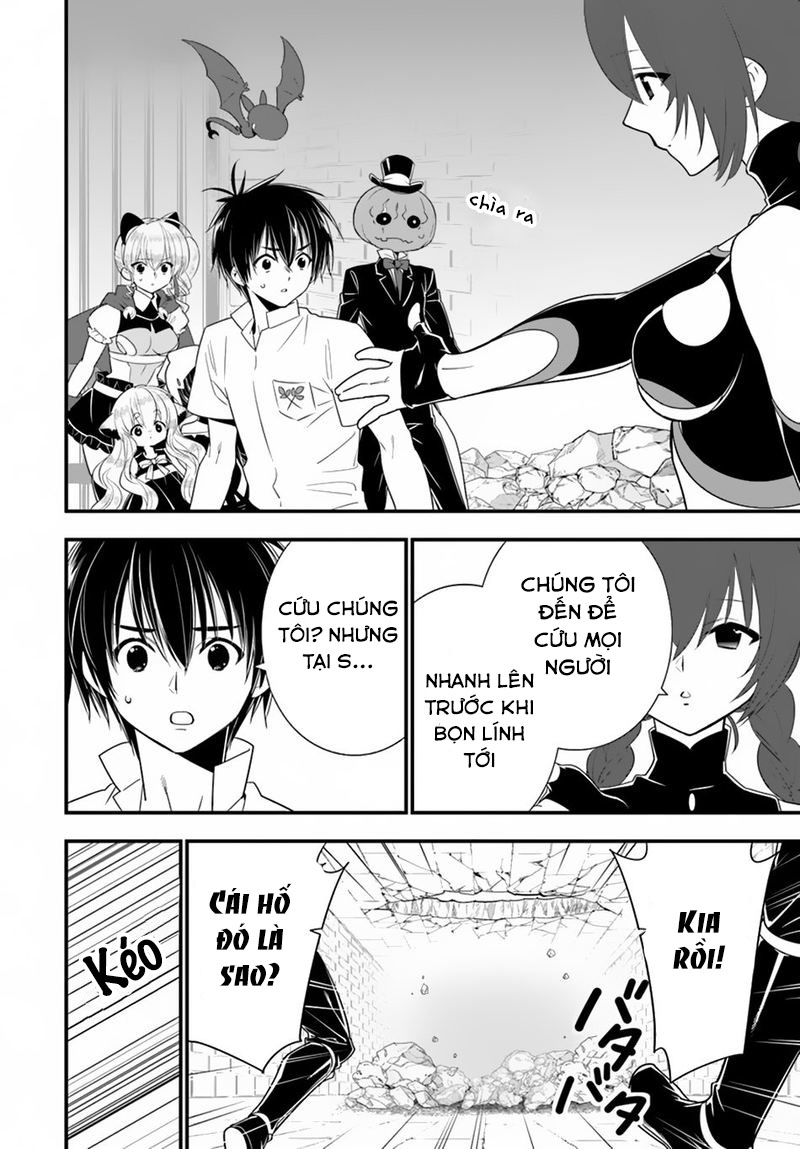 chìa ra
CHÚNG TÔI
ĐẾN ĐỂ
CỨU MỌI
NGƯỜI
NHANH LÊN
TRƯỚC KHI
BỌN LÍNH
TỚI
CỨU CHÚNG
TÔI? NHƯNG
TẠI S...
KIA
RỒI!
バタ
バタ
CÁI HỐ
ĐÓ LÀ
SAO?
KÉO